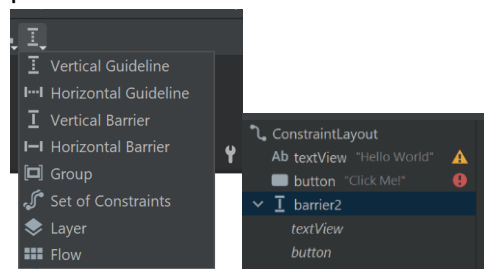 Vertical Guideline
Horizontal Guideline
Vertical Barrier
Horizontal Barrier
Group
Set of Constraints
Layer
Flow
ConstraintLayout
Ab textView "Hello World"
button "Click Me!"
barrier2
textView
button